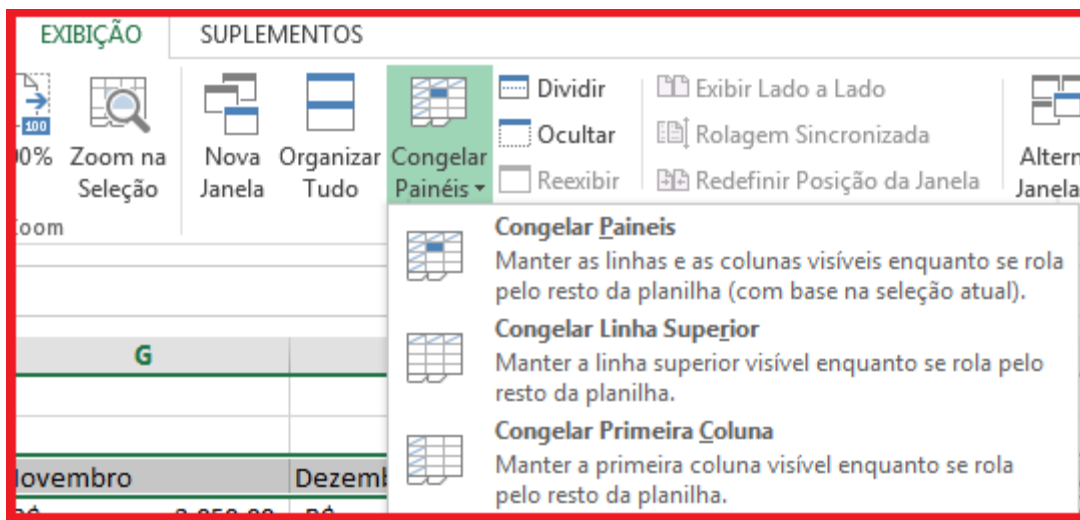 EXIBIÇÃO SUPLEMENTOS
Dividir Exibir Lado a Lado
100
Ocultar Rolagem Sincronizada
Zoom na Nova Organizar Congelar
Seleção Janela Tudo Painéis
Reexibir Redefinir Posição da Janela
Janela
Congelar Paineis
Manter as linhas e as colunas visíveis enquanto se rola
pelo resto da planilha (com base na seleção atual).
Congelar Linha Superior
Manter a linha superior visível enquanto se rola pelo
resto da planilha.
Congelar Primeira Coluna
Manter a primeira coluna visível enquanto se rola
pelo resto da planilha.
G